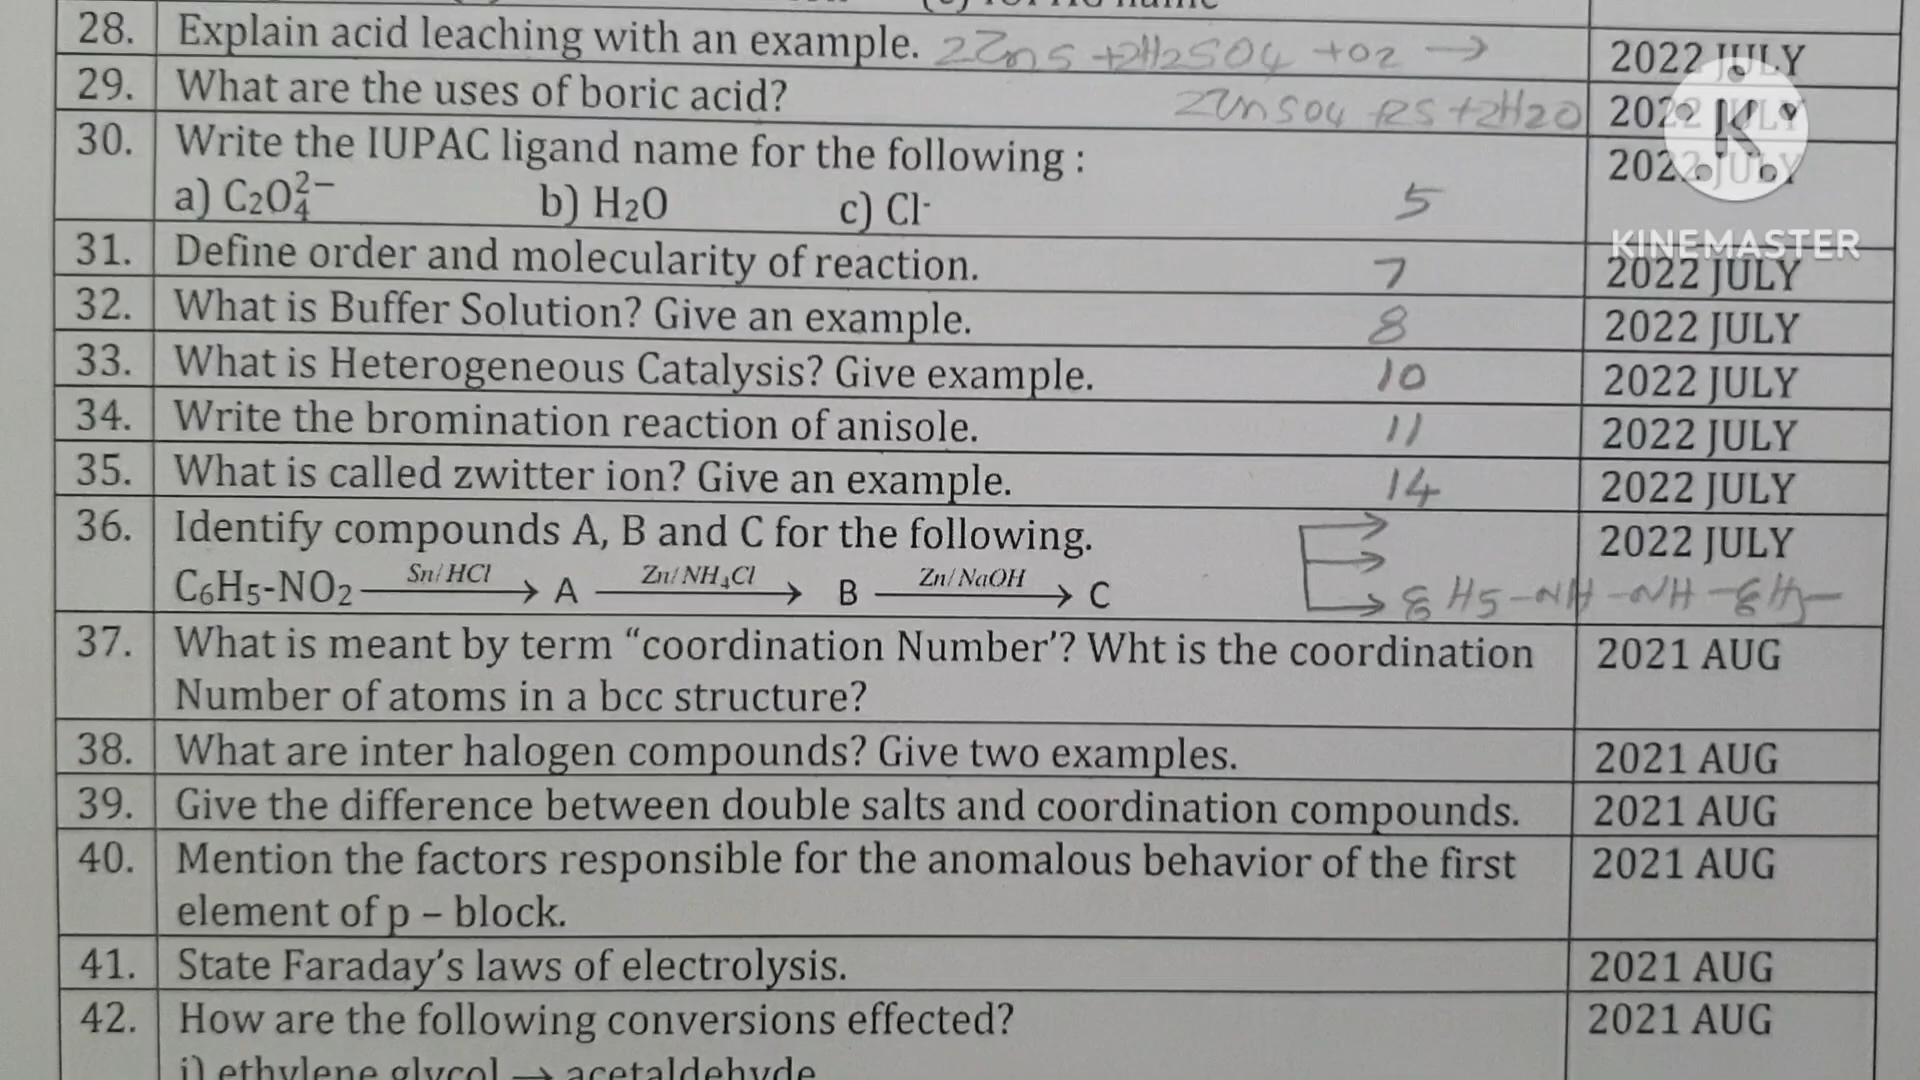 28. Explain acid leaching with an example. 2ZnS +2H2SO4 +O2 → 2022 JULY
29. What are the uses of boric acid? 2ZnSO4 +2S +2H2O 2022 JULY
30. Write the IUPAC ligand name for the following : 2022 JULY
a) C2O4^2− b) H2O c) Cl- 5
KINEMASTER
31. Define order and molecularity of reaction. 7 2022 JULY
32. What is Buffer Solution? Give an example. 8 2022 JULY
33. What is Heterogeneous Catalysis? Give example. 10 2022 JULY
34. Write the bromination reaction of anisole. 11 2022 JULY
35. What is called zwitter ion? Give an example. 14 2022 JULY
36. Identify compounds A, B and C for the following. 2022 JULY
C6H5-NO2 Sn/HCl → A Zn/NH4Cl → B Zn/NaOH → C
37. What is meant by term “coordination Number’? Wht is the coordination 2021 AUG
Number of atoms in a bcc structure?
38. What are inter halogen compounds? Give two examples. 2021 AUG
39. Give the difference between double salts and coordination compounds. 2021 AUG
40. Mention the factors responsible for the anomalous behavior of the first 2021 AUG
element of p – block.
41. State Faraday’s laws of electrolysis. 2021 AUG
42. How are the following conversions effected? 2021 AUG
i) ethylene glycol → acetaldehyde